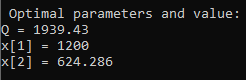 Optimal parameters and value:
Q = 1939.43
x[1] = 1200
x[2] = 624.286